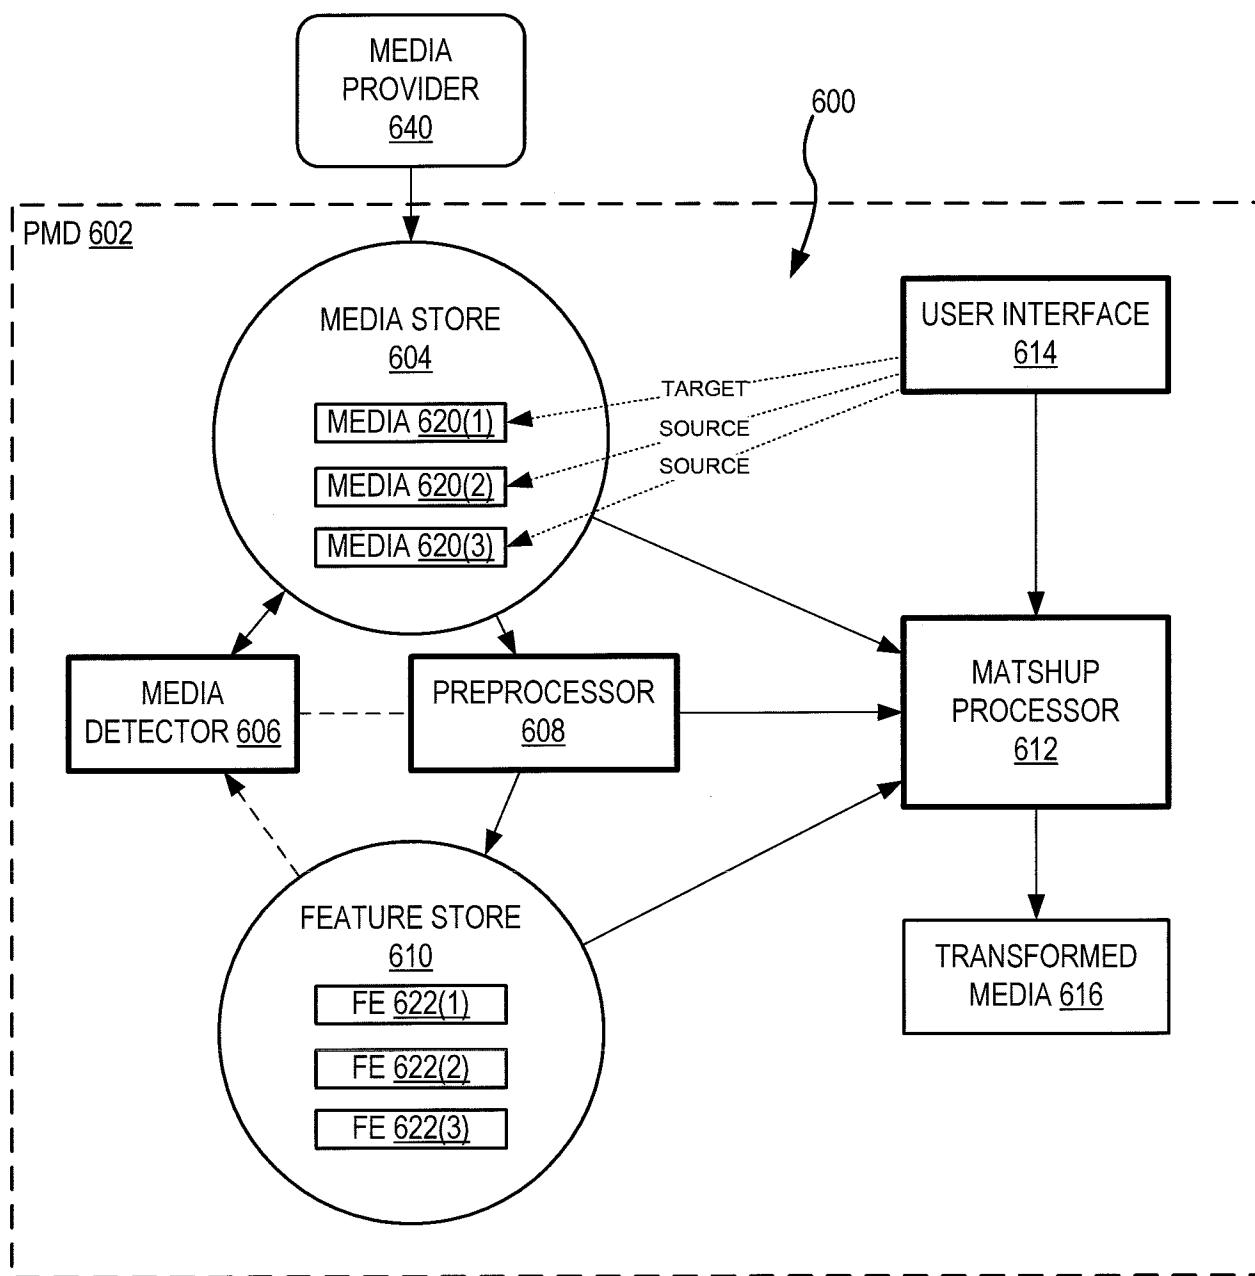 MEDIA
PROVIDER
640
600
PMD 602
MEDIA STORE
604
USER INTERFACE
614
TARGET
MEDIA 620(1)
SOURCE
MEDIA 620(2)
SOURCE
MEDIA 620(3)
MEDIA
DETECTOR 606
PREPROCESSOR
608
MATSHUP
PROCESSOR
612
FEATURE STORE
610
FE 622(1)
FE 622(2)
FE 622(3)
TRANSFORMED
MEDIA 616